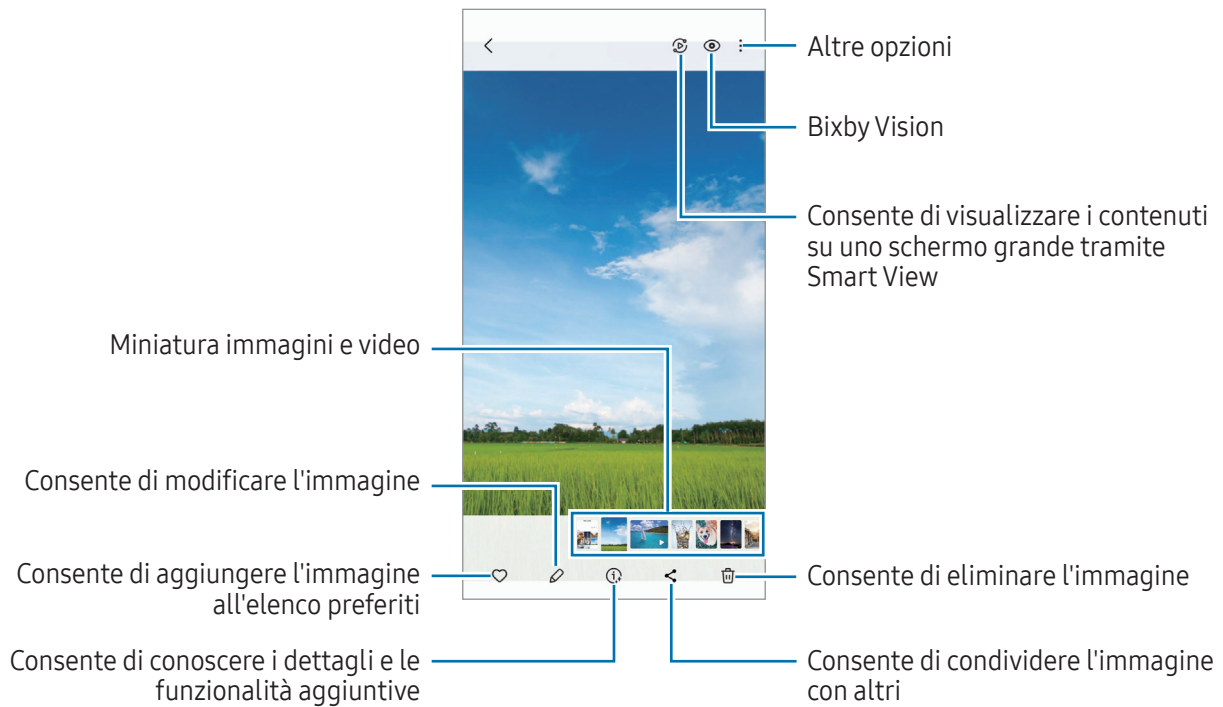 Altre opzioni
Bixby Vision
Consente di visualizzare i contenuti
su uno schermo grande tramite
Smart View
Miniatura immagini e video
Consente di modificare l'immagine
Consente di aggiungere l'immagine
all'elenco preferiti
Consente di eliminare l'immagine
Consente di conoscere i dettagli e le
funzionalità aggiuntive
Consente di condividere l'immagine
con altri